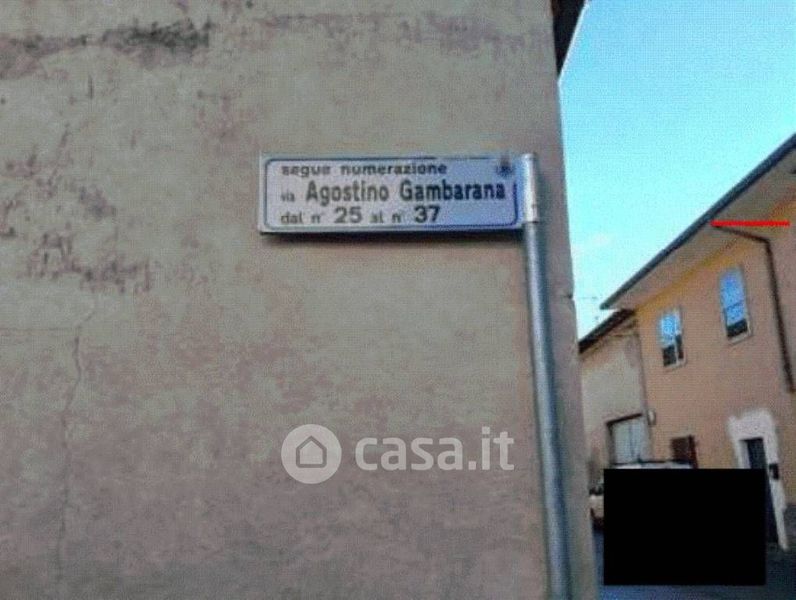 segue numerazione
via Agostino Gambarana
dal n° 25 al n° 37
casa.it